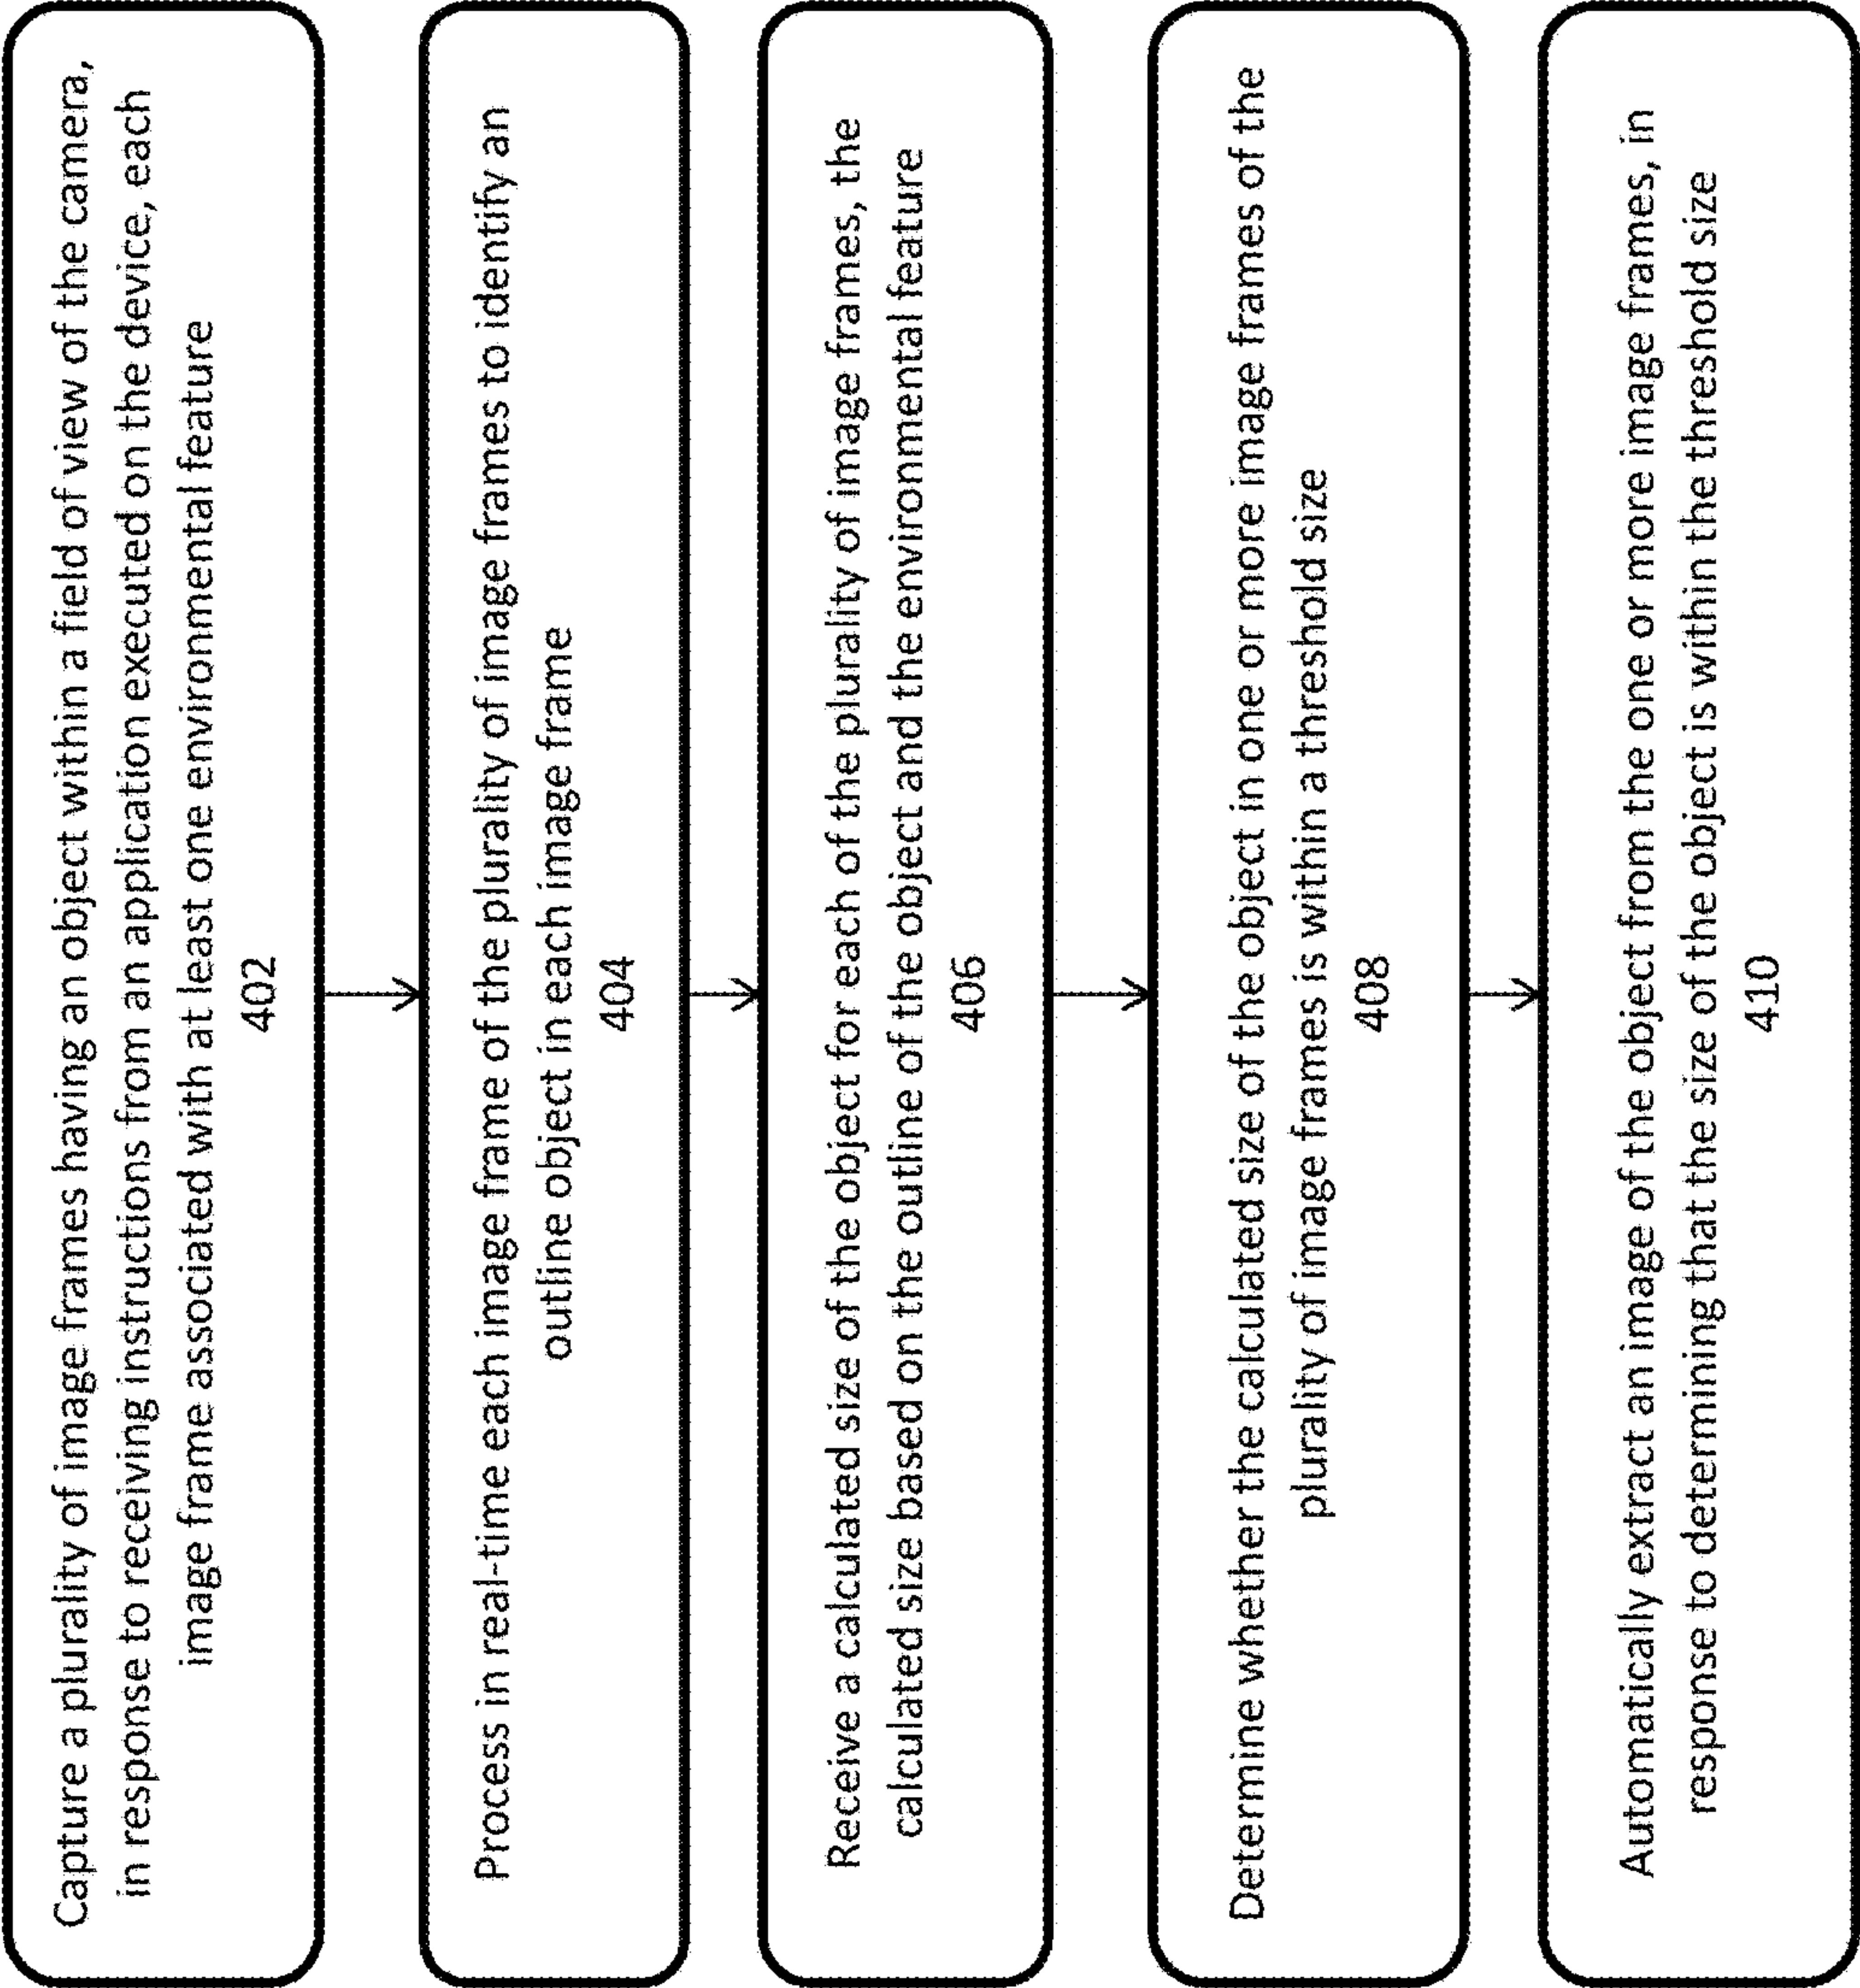 Capture a plurality of image frames having an object within a field of view of the camera,
in response to receiving instructions from an application executed on the device, each
image frame associated with at least one environmental feature
402
Process in real-time each image frame of the plurality of image frames to identify an
outline object in each image frame
404
Receive a calculated size of the object for each of the plurality of image frames, the
calculated size based on the outline of the object and the environmental feature
406
Determine whether the calculated size of the object in one or more image frames of the
plurality of image frames is within a threshold size
408
Automatically extract an image of the object from the one or more image frames, in
response to determining that the size of the object is within the threshold size
410